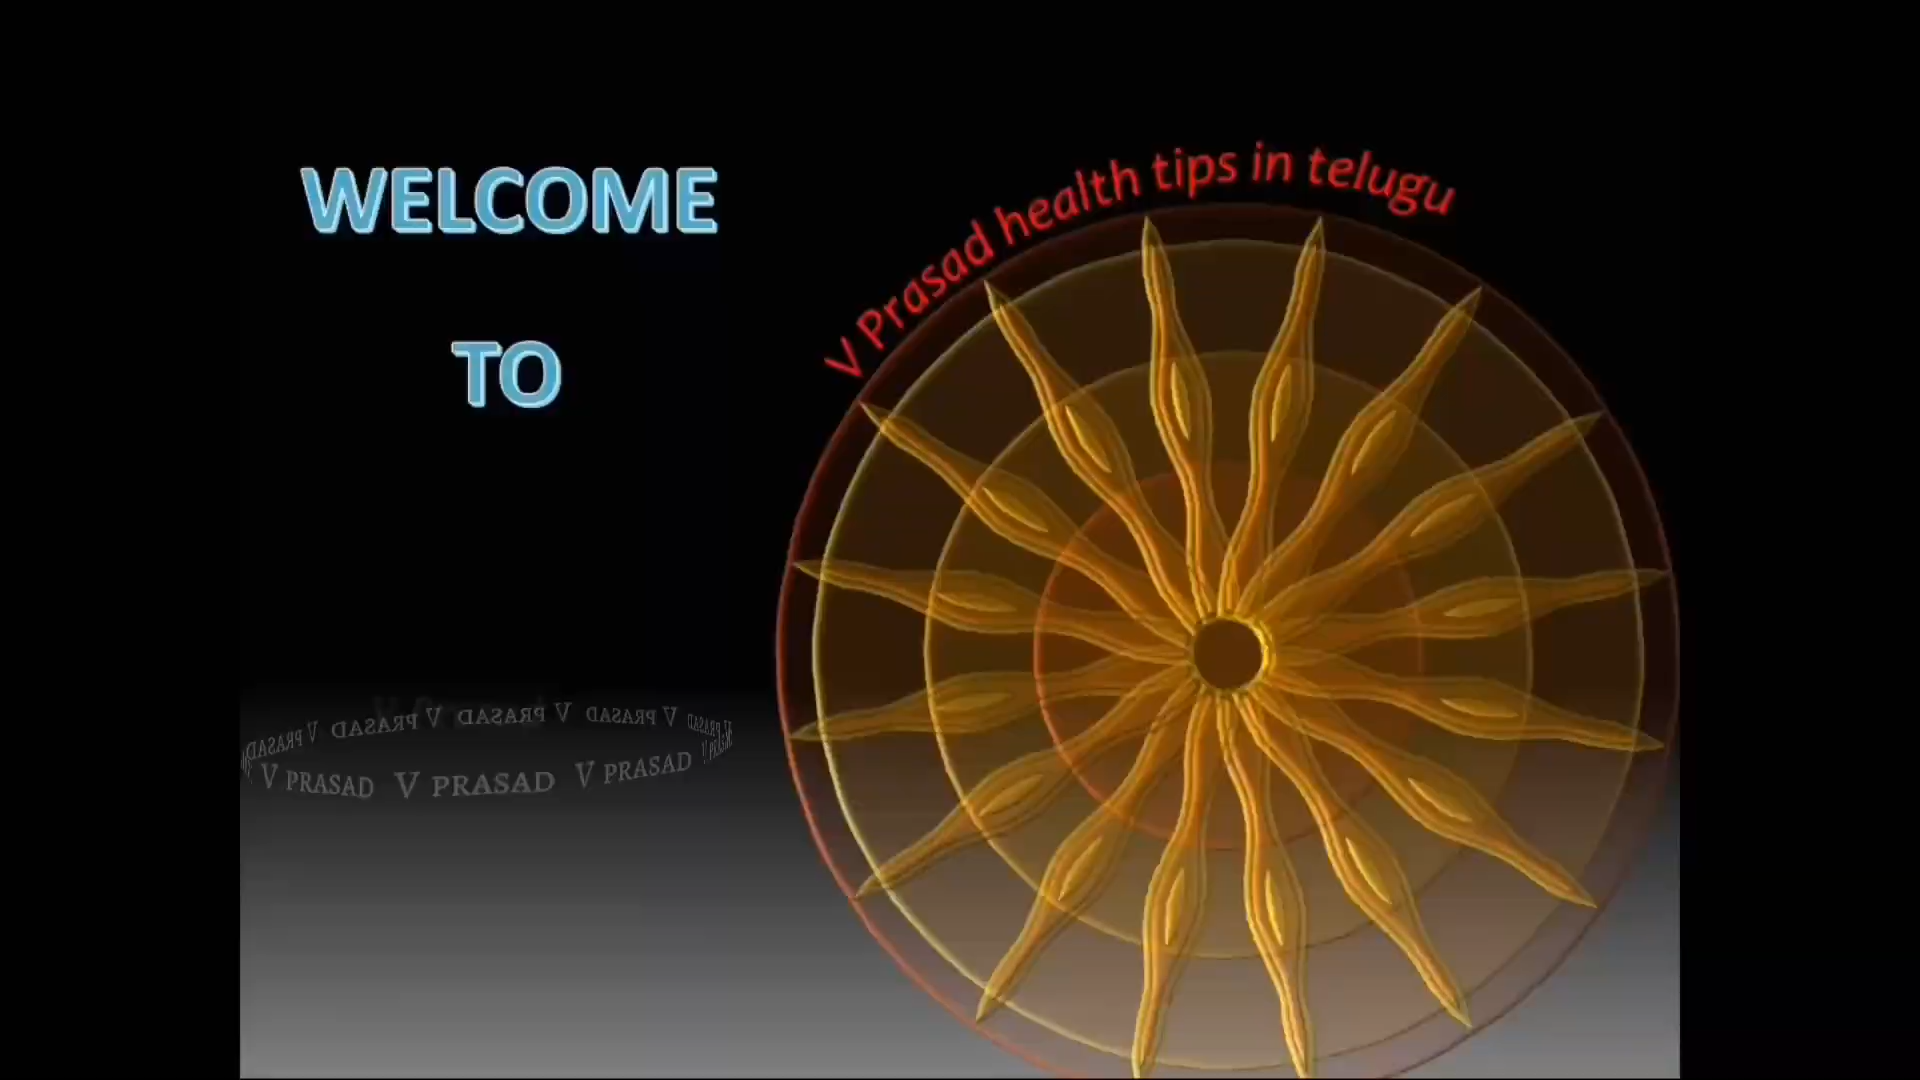 WELCOME
TO
V Prasad health tips in telugu
V PRASAD V PRASAD V PRASAD V PRASAD
V PRASAD V PRASAD V PRASAD